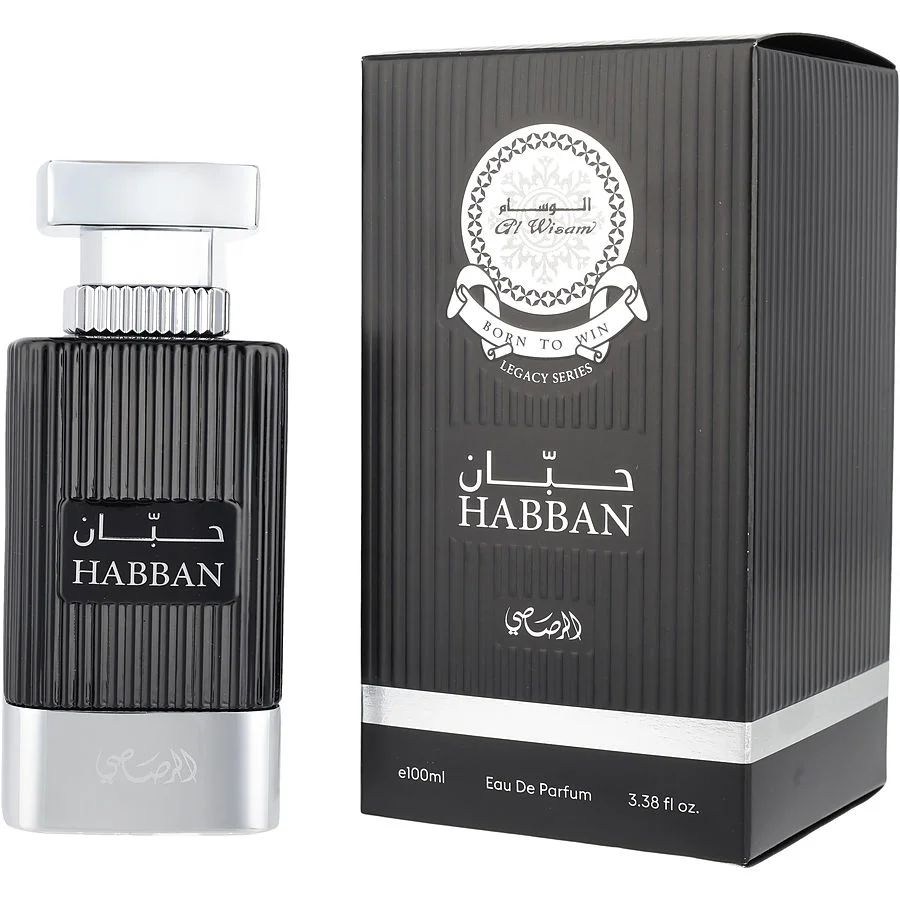 حبّان
HABBAN
الرصاصي
الوسام
Al Wisam
BORN TO WIN
LEGACY SERIES
حبّان
HABBAN
الرصاصي
e100ml
Eau De Parfum
3.38 fl oz.